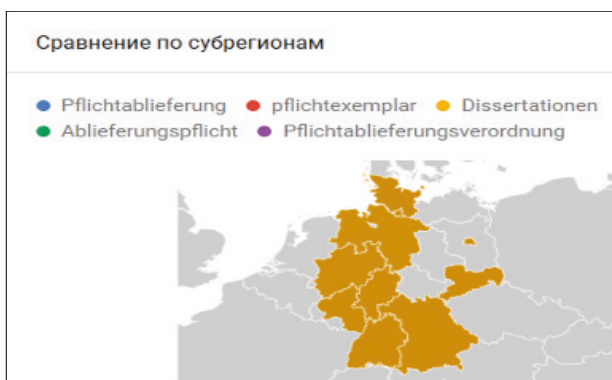 Сравнение по субрегионам
Pflichtablieferung pflichtexemplar Dissertationen
Ablieferungspflicht Pflichtablieferungsverordnung